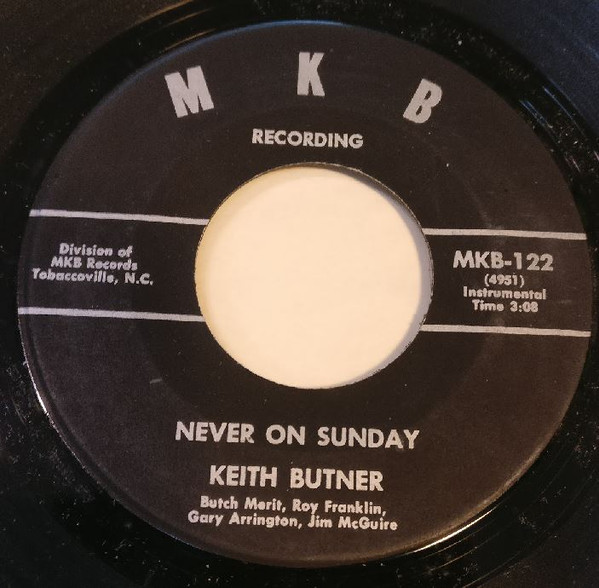 M K B
RECORDING
Division of
MKB Records
Tobaccoville, N.C.
MKB-122
(4951)
Instrumental
Time 3:08
NEVER ON SUNDAY
KEITH BUTNER
Butch Merit, Roy Franklin,
Gary Arrington, Jim McGuire